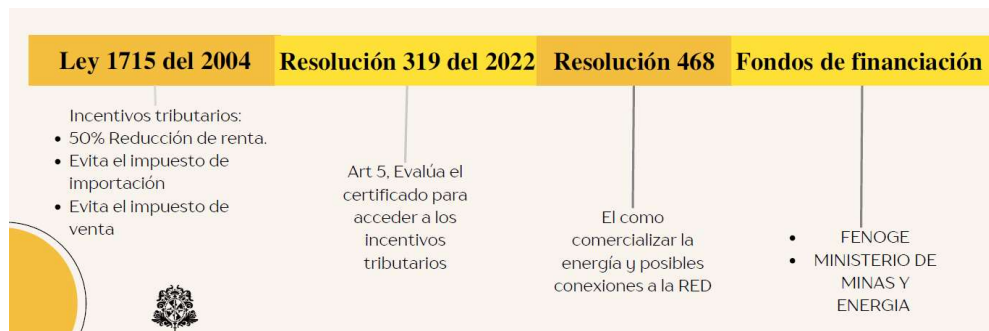 Ley 1715 del 2004
Resolución 319 del 2022
Resolución 468
Fondos de financiación
Incentivos tributarios:
• 50% Reducción de renta.
• Evita el impuesto de
importación
• Evita el impuesto de
venta
Art 5, Evalúa el
certificado para
acceder a los
incentivos
tributarios
El como
comercializar la
energía y posibles
conexiones a la RED
• FENOGE
• MINISTERIO DE
MINAS Y
ENERGIA